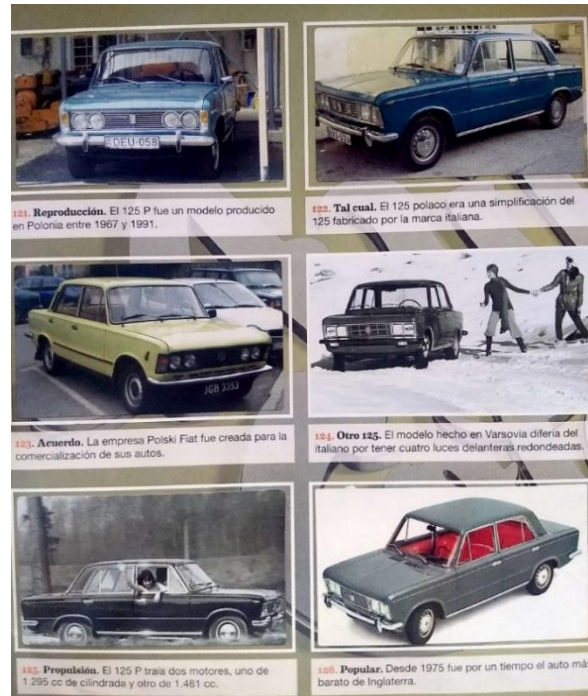 DEU-058
121. Reproducción. El 125 P fue un modelo producido
en Polonia entre 1967 y 1991.
122. Tal cual. El 125 polaco era una simplificación del
125 fabricado por la marca italiana.
JGB 3353
123. Acuerdo. La empresa Polski Fiat fue creada para la
comercialización de sus autos.
124. Otro 125. El modelo hecho en Varsovia difería del
italiano por tener cuatro luces delanteras redondeadas.
125. Propulsión. El 125 P traía dos motores, uno de
1.295 cc de cilindrada y otro de 1.481 cc.
126. Popular. Desde 1975 fue por un tiempo el auto más
barato de Inglaterra.